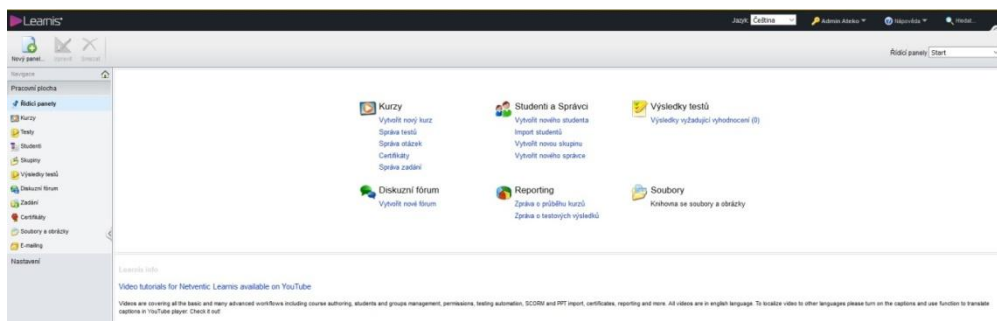 Learnis
Jazyk: Čeština Admin Ateko Nápověda Hledat...
Nový panel... Upravit Smazat
Řídicí panely: Start
Navigace
Pracovní plocha
Řídicí panely
Kurzy
Testy
Studenti
Skupiny
Výsledky testů
Diskuzní fórum
Zadání
Certifikáty
Soubory a obrázky
E-mailing
Nastavení
Kurzy
Vytvořit nový kurz
Správa testů
Správa otázek
Certifikáty
Správa zadání
Studenti a Správci
Vytvořit nového studenta
Import studentů
Vytvořit novou skupinu
Vytvořit nového správce
Výsledky testů
Výsledky vyžadující vyhodnocení (0)
Diskuzní fórum
Vytvořit nové fórum
Reporting
Zpráva o průběhu kurzů
Zpráva o testových výsledků
Soubory
Knihovna se soubory a obrázky
Learnis info
Video tutorials for Netventic Learnis available on YouTube
Videos are covering all the basic and many advanced workflows including course authoring, students and groups management, permissions, testing automation, SCORM and PPT import, certificates, reporting and more. All videos are in english language. To localize video to other languages please turn on the captions and use function to translate
captions in YouTube player. Check it out!